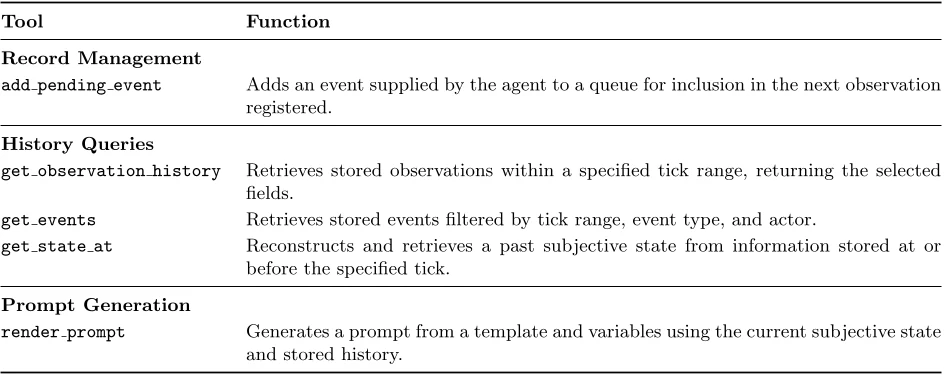 Tool Function
Record Management
add_pending_event Adds an event supplied by the agent to a queue for inclusion in the next observation
registered.
History Queries
get_observation_history Retrieves stored observations within a specified tick range, returning the selected
fields.
get_events Retrieves stored events filtered by tick range, event type, and actor.
get_state_at Reconstructs and retrieves a past subjective state from information stored at or
before the specified tick.
Prompt Generation
render_prompt Generates a prompt from a template and variables using the current subjective state
and stored history.